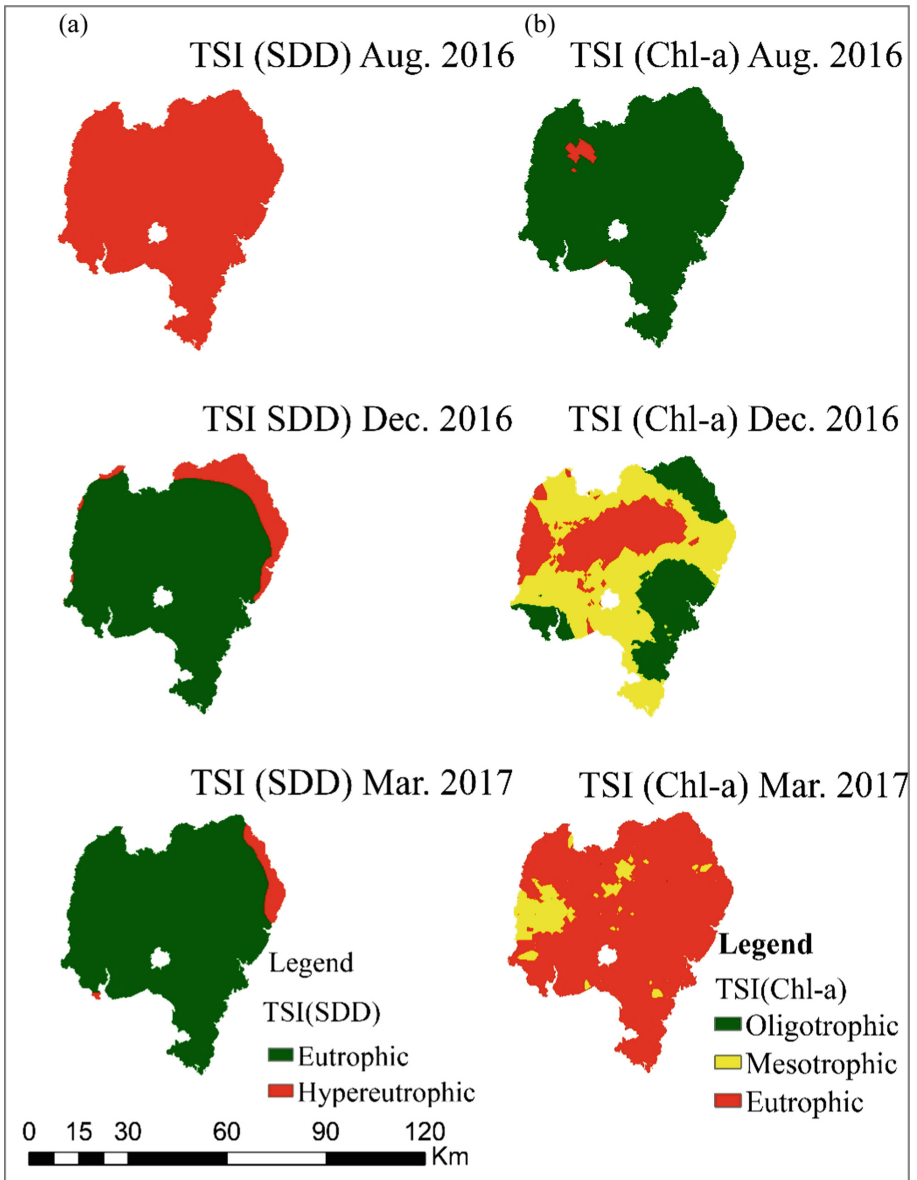 (a)
(b)
TSI (SDD) Aug. 2016
TSI (Chl-a) Aug. 2016
TSI SDD) Dec. 2016
TSI (Chl-a) Dec. 2016
TSI (SDD) Mar. 2017
TSI (Chl-a) Mar. 2017
Legend
TSI(SDD)
Eutrophic
Hypereutrophic
Legend
TSI(Chl-a)
Oligotrophic
Mesotrophic
Eutrophic
0 15 30 60 90 120
Km